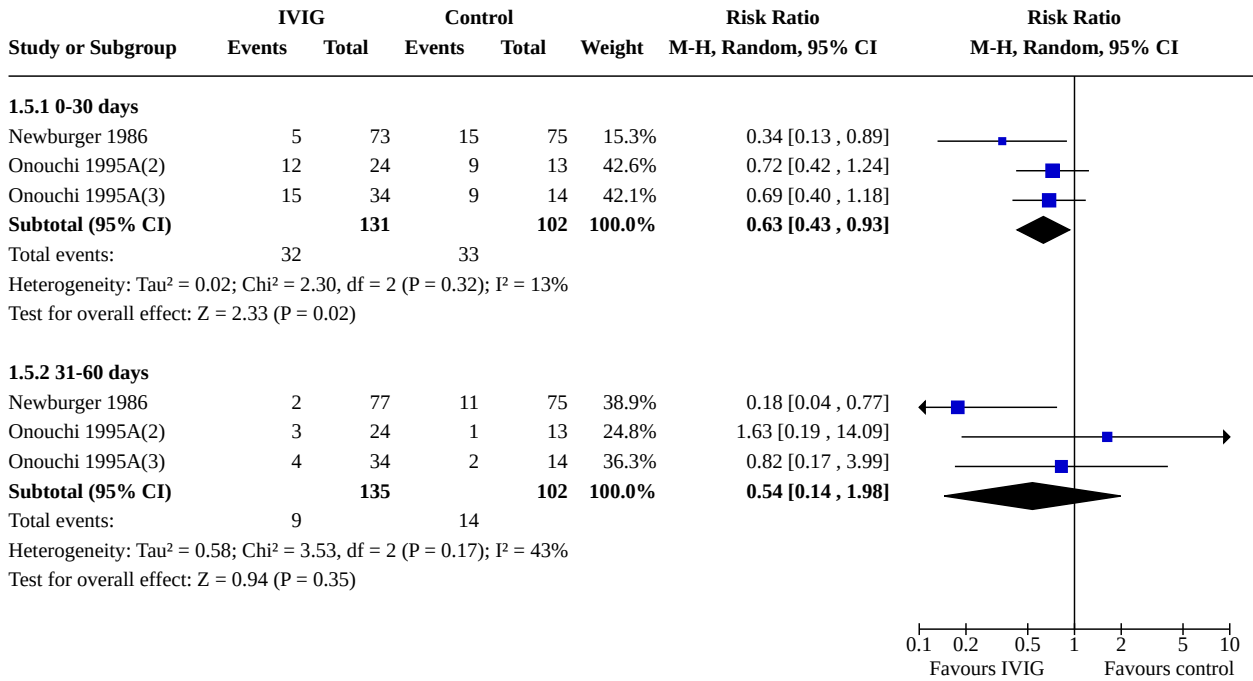 IVIG Control Risk Ratio Risk Ratio
Study or Subgroup Events Total Events Total Weight M-H, Random, 95% CI M-H, Random, 95% CI
1.5.1 0-30 days
Newburger 1986 5 73 15 75 15.3% 0.34 [0.13 , 0.89]
Onouchi 1995A(2) 12 24 9 13 42.6% 0.72 [0.42 , 1.24]
Onouchi 1995A(3) 15 34 9 14 42.1% 0.69 [0.40 , 1.18]
Subtotal (95% CI) 131 102 100.0% 0.63 [0.43 , 0.93]
Total events: 32 33
Heterogeneity: Tau² = 0.02; Chi² = 2.30, df = 2 (P = 0.32); I² = 13%
Test for overall effect: Z = 2.33 (P = 0.02)
1.5.2 31-60 days
Newburger 1986 2 77 11 75 38.9% 0.18 [0.04 , 0.77]
Onouchi 1995A(2) 3 24 1 13 24.8% 1.63 [0.19 , 14.09]
Onouchi 1995A(3) 4 34 2 14 36.3% 0.82 [0.17 , 3.99]
Subtotal (95% CI) 135 102 100.0% 0.54 [0.14 , 1.98]
Total events: 9 14
Heterogeneity: Tau² = 0.58; Chi² = 3.53, df = 2 (P = 0.17); I² = 43%
Test for overall effect: Z = 0.94 (P = 0.35)
0.1 0.2 0.5 1 2 5 10
Favours IVIG Favours control